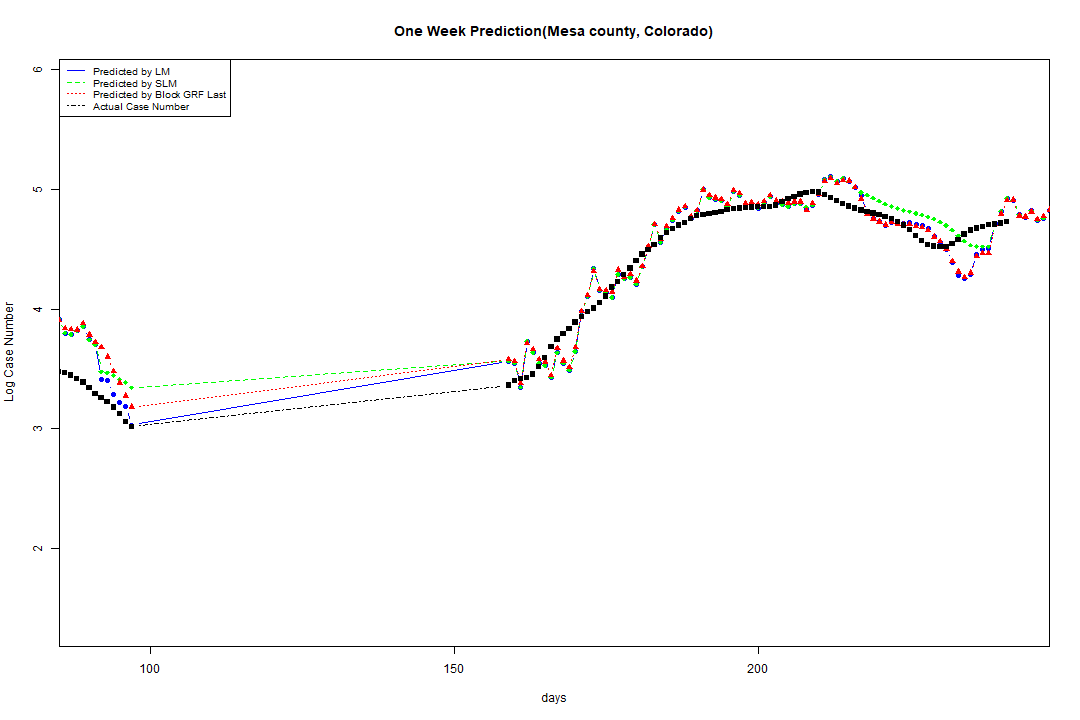 One Week Prediction(Mesa county, Colorado)
Predicted by LM
Predicted by SLM
Predicted by Block GRF Last
Actual Case Number
6
5
4
3
2
Log Case Number
100
150
200
days